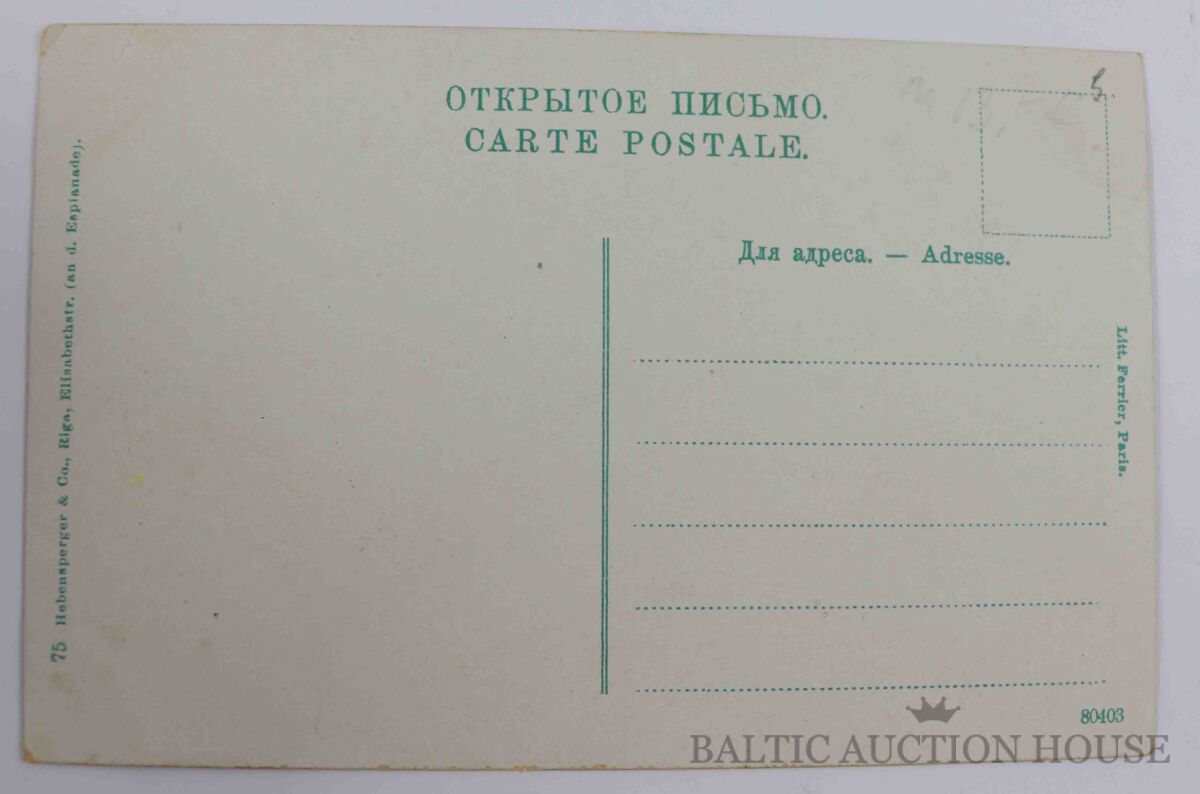 ОТКРЫТОЕ ПИСЬМО.
CARTE POSTALE.
Для адреса. — Adresse.
75 Hebensperger & Co., Riga, Elisabethstr. (an d. Esplanade).
Litt. Ferrier, Paris.
80403
BALTIC AUCTION HOUSE